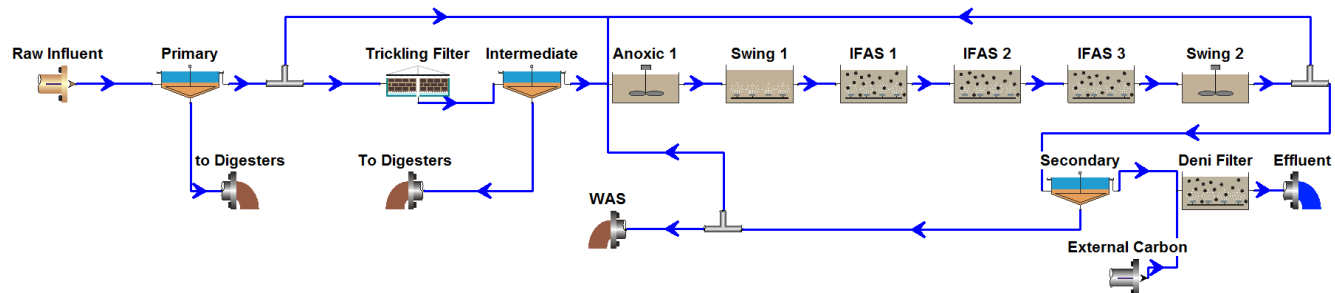 Raw Influent
Primary
Trickling Filter
Intermediate
Anoxic 1
Swing 1
IFAS 1
IFAS 2
IFAS 3
Swing 2
to Digesters
To Digesters
Secondary
Deni Filter
Effluent
WAS
External Carbon